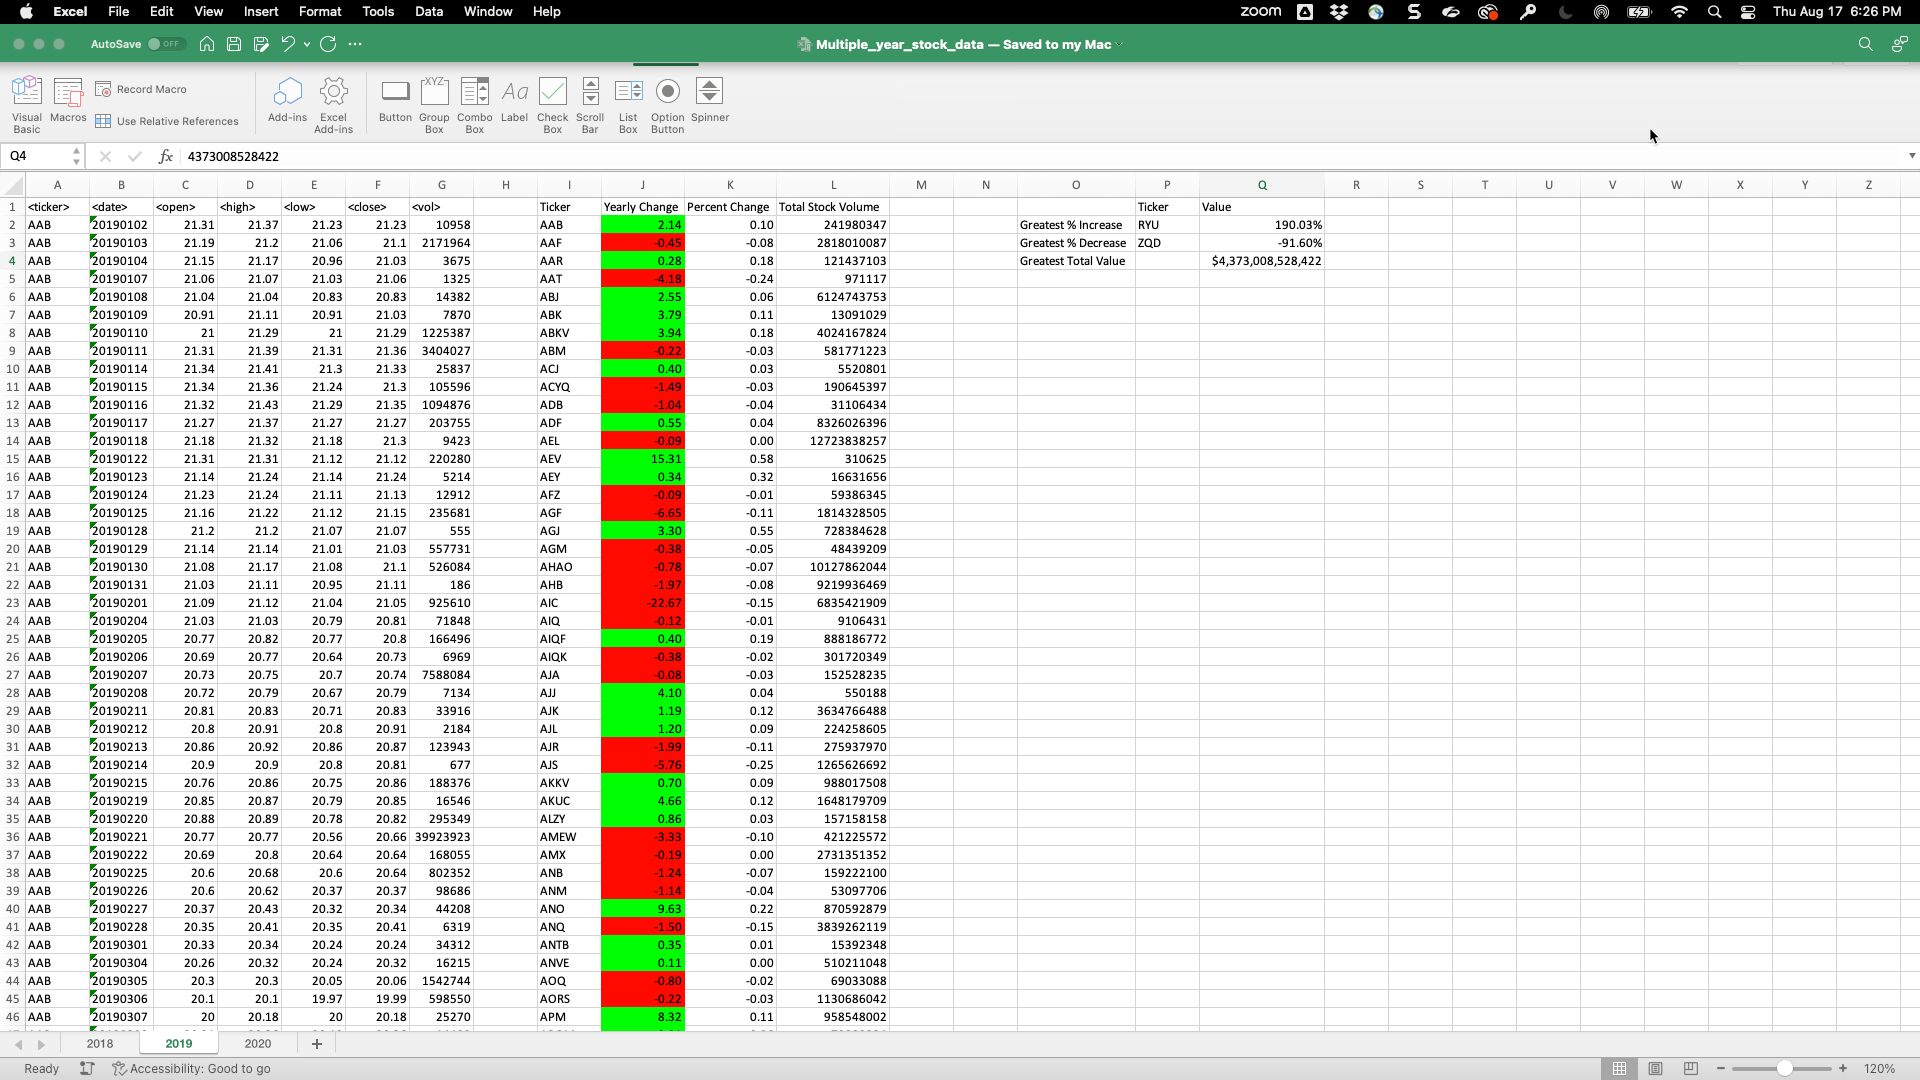 Excel File Edit View Insert Format Tools Data Window Help zoom Thu Aug 17 6:26 PM
AutoSave OFF Multiple_year_stock_data — Saved to my Mac
Visual Basic Macros Record Macro Use Relative References Add-ins Excel Add-ins Button Group Box Combo Box Label Check Box Scroll Bar List Box Option Button Spinner
Q4 fx 4373008528422
A B C D E F G H I J K L M N O P Q R S T U V W X Y Z
1 <ticker> <date> <open> <high> <low> <close> <vol> Ticker Yearly Change Percent Change Total Stock Volume Ticker Value
2 AAB 20190102 21.31 21.37 21.23 21.23 10958 AAB 2.14 0.10 241980347 Greatest % Increase RYU 190.03%
3 AAB 20190103 21.19 21.2 21.06 21.1 2171964 AAF -0.45 -0.08 2818010087 Greatest % Decrease ZQD -91.60%
4 AAB 20190104 21.15 21.17 20.96 21.03 3675 AAR 0.28 0.18 121437103 Greatest Total Value $4,373,008,528,422
5 AAB 20190107 21.06 21.07 21.03 21.06 1325 AAT -4.18 -0.24 971117
6 AAB 20190108 21.04 21.04 20.83 20.83 14382 ABJ 2.55 0.06 6124743753
7 AAB 20190109 20.91 21.11 20.91 21.03 7870 ABK 3.79 0.11 13091029
8 AAB 20190110 21 21.29 21 21.29 1225387 ABKV 3.94 0.18 4024167824
9 AAB 20190111 21.31 21.39 21.31 21.36 3404027 ABM -0.22 -0.03 581771223
10 AAB 20190114 21.34 21.41 21.3 21.33 25837 ACJ 0.40 0.03 5520801
11 AAB 20190115 21.34 21.36 21.24 21.3 105596 ACYQ -1.49 -0.03 190645397
12 AAB 20190116 21.32 21.43 21.29 21.35 1094876 ADB -1.04 -0.04 31106434
13 AAB 20190117 21.27 21.37 21.27 21.27 203755 ADF 0.55 0.04 8326026396
14 AAB 20190118 21.18 21.32 21.18 21.3 9423 AEL -0.09 0.00 12723838257
15 AAB 20190122 21.31 21.31 21.12 21.12 220280 AEV 15.31 0.58 310625
16 AAB 20190123 21.14 21.24 21.14 21.24 5214 AEY 0.34 0.32 16631656
17 AAB 20190124 21.23 21.24 21.11 21.13 12912 AFZ -0.09 -0.01 59386345
18 AAB 20190125 21.16 21.22 21.12 21.15 235681 AGF -6.65 -0.11 1814328505
19 AAB 20190128 21.2 21.2 21.07 21.07 555 AGJ 3.30 0.55 728384628
20 AAB 20190129 21.14 21.14 21.01 21.03 557731 AGM -0.38 -0.05 48439209
21 AAB 20190130 21.08 21.17 21.08 21.1 526084 AHAO -0.78 -0.07 10127862044
22 AAB 20190131 21.03 21.11 20.95 21.11 186 AHB -1.97 -0.08 9219936469
23 AAB 20190201 21.09 21.12 21.04 21.05 925610 AIC -22.67 -0.15 6835421909
24 AAB 20190204 21.03 21.03 20.79 20.81 71848 AIQ -0.12 -0.01 9106431
25 AAB 20190205 20.77 20.82 20.77 20.8 166496 AIQF 0.40 0.19 888186772
26 AAB 20190206 20.69 20.77 20.64 20.73 6969 AIQK -0.38 -0.02 301720349
27 AAB 20190207 20.73 20.75 20.7 20.74 7588084 AJA -0.08 -0.03 152528235
28 AAB 20190208 20.72 20.79 20.67 20.79 7134 AJJ 4.10 0.04 550188
29 AAB 20190211 20.81 20.83 20.71 20.83 33916 AJK 1.19 0.12 3634766488
30 AAB 20190212 20.8 20.91 20.8 20.91 2184 AJL 1.20 0.09 224258605
31 AAB 20190213 20.86 20.92 20.86 20.87 123943 AJR -1.99 -0.11 275937970
32 AAB 20190214 20.9 20.9 20.8 20.81 677 AJS -5.76 -0.25 1265626692
33 AAB 20190215 20.76 20.86 20.75 20.86 188376 AKKV 0.70 0.09 988017508
34 AAB 20190219 20.85 20.87 20.79 20.85 16546 AKUC 4.66 0.12 1648179709
35 AAB 20190220 20.88 20.89 20.78 20.82 295349 ALZY 0.86 0.03 157158158
36 AAB 20190221 20.77 20.77 20.56 20.66 39923923 AMEW -3.33 -0.10 421225572
37 AAB 20190222 20.69 20.8 20.64 20.64 168055 AMX -0.19 0.00 2731351352
38 AAB 20190225 20.6 20.68 20.6 20.64 802352 ANB -1.24 -0.07 159222100
39 AAB 20190226 20.6 20.62 20.37 20.37 98686 ANM -1.14 -0.04 53097706
40 AAB 20190227 20.37 20.43 20.32 20.34 44208 ANO 9.63 0.22 870592879
41 AAB 20190228 20.35 20.41 20.35 20.41 6319 ANQ -1.50 -0.15 3839262119
42 AAB 20190301 20.33 20.34 20.24 20.24 34312 ANTB 0.35 0.01 15392348
43 AAB 20190304 20.26 20.32 20.24 20.32 16215 ANVE 0.11 0.00 510211048
44 AAB 20190305 20.3 20.3 20.05 20.06 1542744 AOQ -0.80 -0.02 69033088
45 AAB 20190306 20.1 20.1 19.97 19.99 598550 AORS -0.22 -0.03 1130686042
46 AAB 20190307 20 20.18 20 20.18 25270 APM 8.32 0.11 958548002
2018 2019 2020 +
Ready Accessibility: Good to go 120%